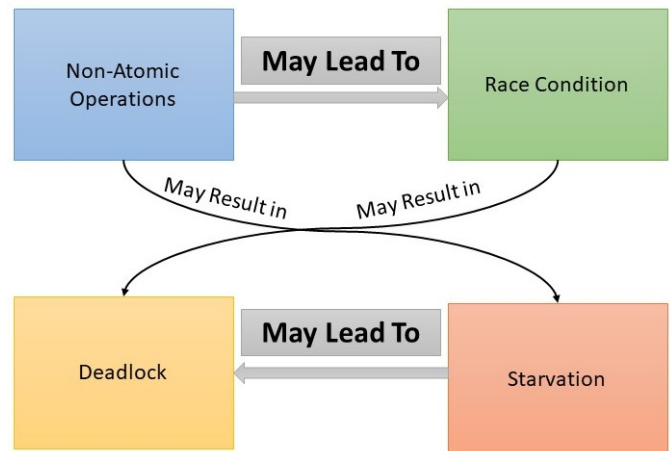 Non-Atomic
Operations
May Lead To
Race Condition
May Result in
May Result in
Deadlock
May Lead To
Starvation